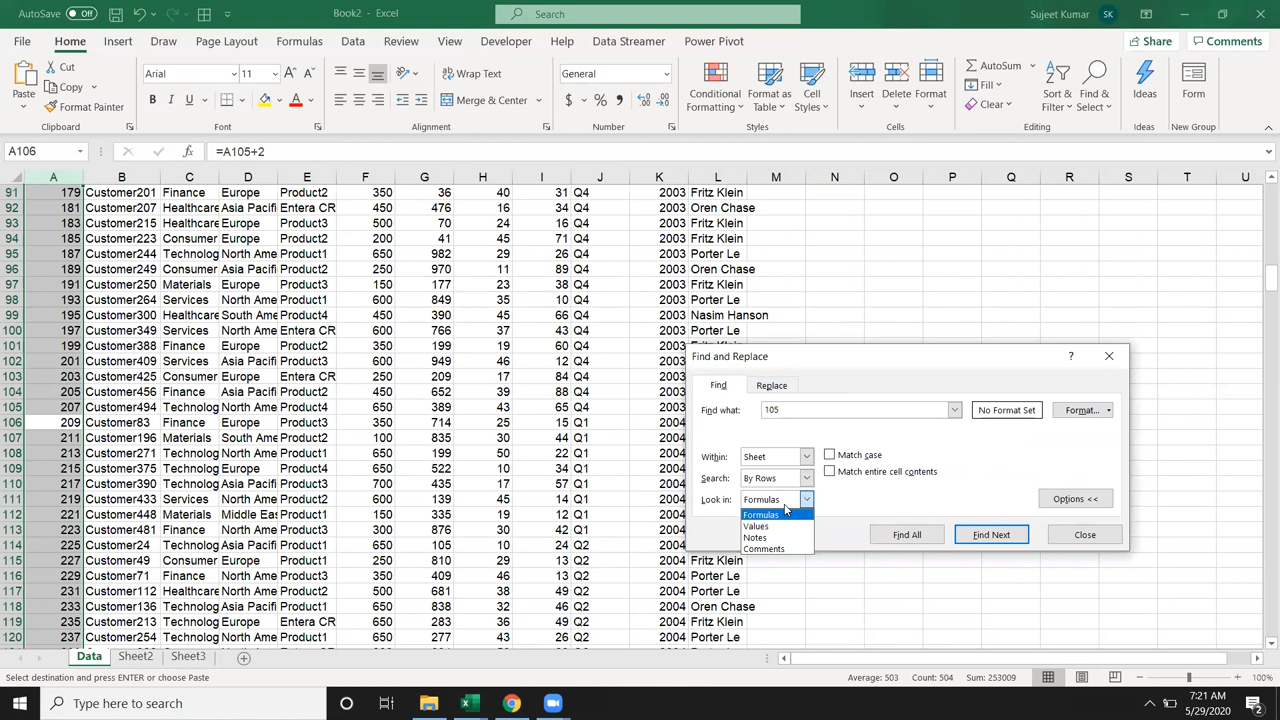 AutoSave Off Book2 - Excel Search Sujeet Kumar SK
File Home Insert Draw Page Layout Formulas Data Review View Developer Help Data Streamer Power Pivot Share Comments
Cut Arial 11 Wrap Text General AutoSum
Copy Fill
Paste Format Painter B I U Merge & Center $ % Conditional Format as Cell Insert Delete Format Clear Sort & Find & Ideas Form
Formatting Table Styles Filter Select
Clipboard Font Alignment Number Styles Cells Editing Ideas New Group
A106 fx =A105+2
A B C D E F G H I J K L M N O P Q R S T U
91 179 Customer201 Finance Europe Product2 350 36 40 31 Q4 2003 Fritz Klein
92 181 Customer207 Healthcare Asia Pacifi Entera CR 450 476 16 34 Q4 2003 Oren Chase
93 183 Customer215 Healthcare Europe Product3 500 70 24 16 Q4 2003 Fritz Klein
94 185 Customer223 Consumer Europe Product2 200 41 45 71 Q4 2003 Fritz Klein
95 187 Customer244 Technolog North Ame Product1 650 982 29 26 Q4 2003 Porter Le
96 189 Customer249 Consumer Asia Pacifi Product2 250 970 11 89 Q4 2003 Oren Chase
97 191 Customer250 Materials Europe Product3 150 177 23 38 Q4 2003 Fritz Klein
98 193 Customer264 Services North Ame Product1 600 849 35 10 Q4 2003 Porter Le
99 195 Customer300 Healthcare South Ame Product4 450 390 45 66 Q4 2003 Nasim Hanson
100 197 Customer349 Services North Ame Entera CR 600 766 37 43 Q4 2003 Porter Le
101 199 Customer388 Finance Europe Product1 350 199 19 60 Q4 2003 Fritz Klein
102 201 Customer409 Services Asia Pacifi Product1 600 949 46 12 Q4
103 203 Customer425 Consumer Europe Entera CR 250 209 17 84 Q4
104 205 Customer456 Finance Asia Pacifi Product2 650 652 39 88 Q4
105 207 Customer494 Technolog North Ame Product4 650 389 43 65 Q4
106 209 Customer83 Finance Europe Product3 350 714 25 15 Q1
107 211 Customer196 Materials South Ame Product2 100 835 30 44 Q1
108 213 Customer271 Technolog Europe Product1 650 199 50 22 Q1
109 215 Customer375 Technolog Europe Product4 650 522 10 34 Q1
110 217 Customer393 Technolog North Ame Product3 700 435 17 57 Q1
111 219 Customer433 Services Europe Product2 600 139 45 14 Q1
112 221 Customer448 Materials Middle East Product1 150 335 19 12 Q1
113 223 Customer481 Finance North Ame Product3 300 876 30 43 Q1
114 225 Customer24 Technolog Asia Pacifi Product1 650 105 10 43 Q2
115 227 Customer49 Consumer Europe Entera CR 250 810 29 13 Q2 2004 Fritz Klein
116 229 Customer71 Finance North Ame Product3 350 409 46 13 Q2 2004 Porter Le
117 231 Customer112 Healthcare North Ame Product2 500 681 38 49 Q2 2004 Porter Le
118 233 Customer136 Technolog Asia Pacifi Product1 650 838 32 46 Q2 2004 Oren Chase
119 235 Customer213 Technolog Europe Entera CR 650 283 36 49 Q2 2004 Fritz Klein
120 237 Customer254 Technolog North Ame Product1 650 277 43 26 Q2 2004 Porter Le
Find and Replace ?
Find Replace
Find what: 105 No Format Set Format...
Within: Sheet Match case
Search: By Rows Match entire cell contents
Look in: Formulas Options <<
Formulas
Values
Notes
Comments
Find All Find Next Close
Data Sheet2 Sheet3
Select destination and press ENTER or choose Paste Average: 503 Count: 504 Sum: 253009 100%
Type here to search 7:21 AM
5/29/2020 2